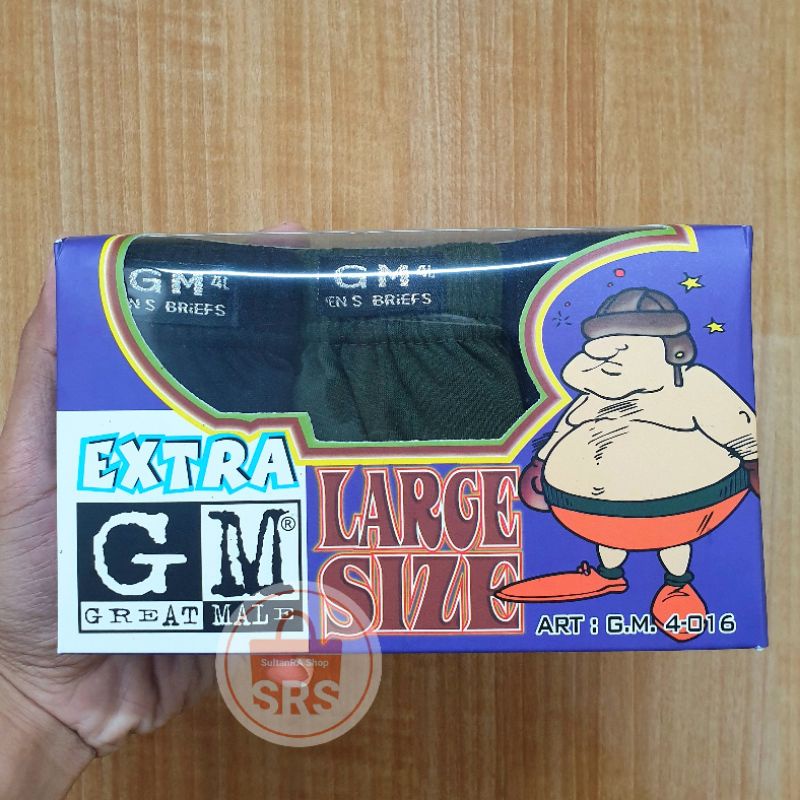 GM 4L
EN S BRiEFS
GM 4L
EN S BRiEFS
EXTRA
GM®
GREAT MALE
LARGE
SIZE
ART : G.M. 4-016
SultanRA Shop
SRS